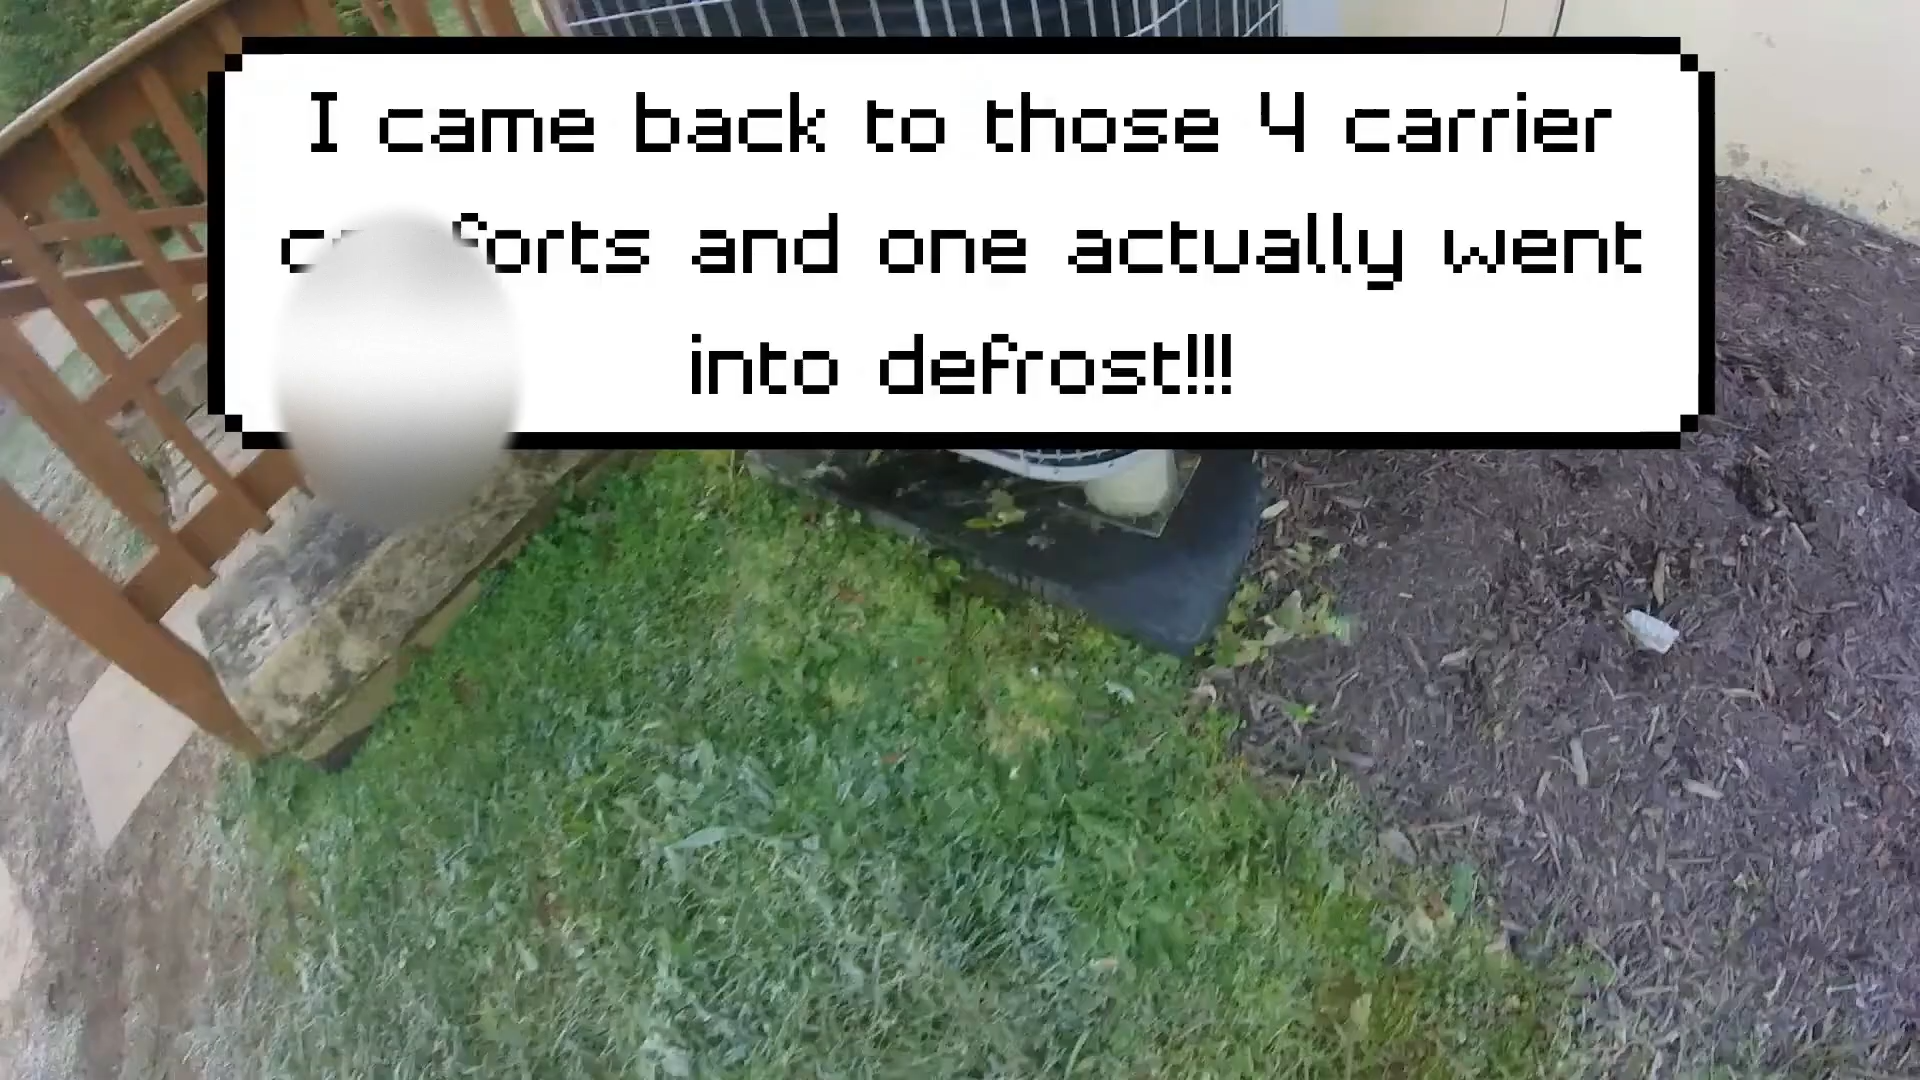 I came back to those 4 carrier
and one actually went
into defrost!!!